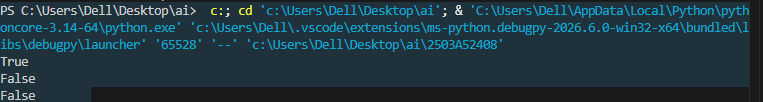 PS C:\Users\Dell\Desktop\ai>  c:; cd 'c:\Users\Dell\Desktop\ai'; & 'C:\Users\Dell\AppData\Local\Python\pyth
oncore-3.14-64\python.exe' 'c:\Users\Dell\.vscode\extensions\ms-python.debugpy-2026.6.0-win32-x64\bundled\l
ibs\debugpy\launcher' '65528' '--' 'c:\Users\Dell\Desktop\ai\2503A52408'
True
False
False